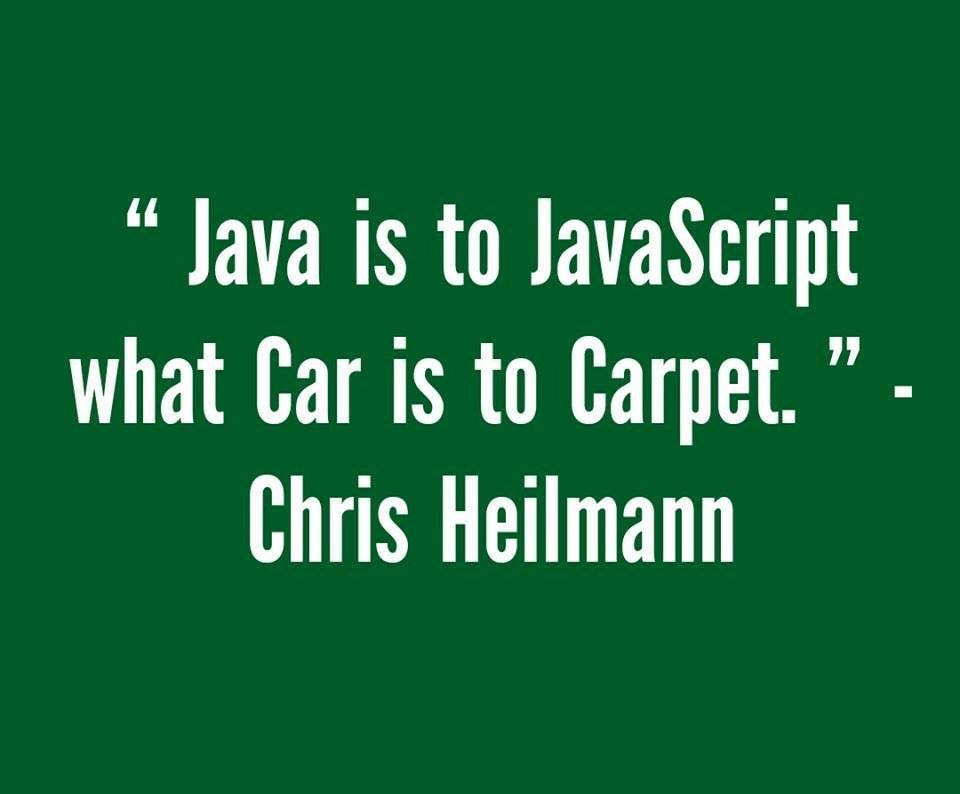 “ Java is to JavaScript
what Car is to Carpet. ” -
Chris Heilmann